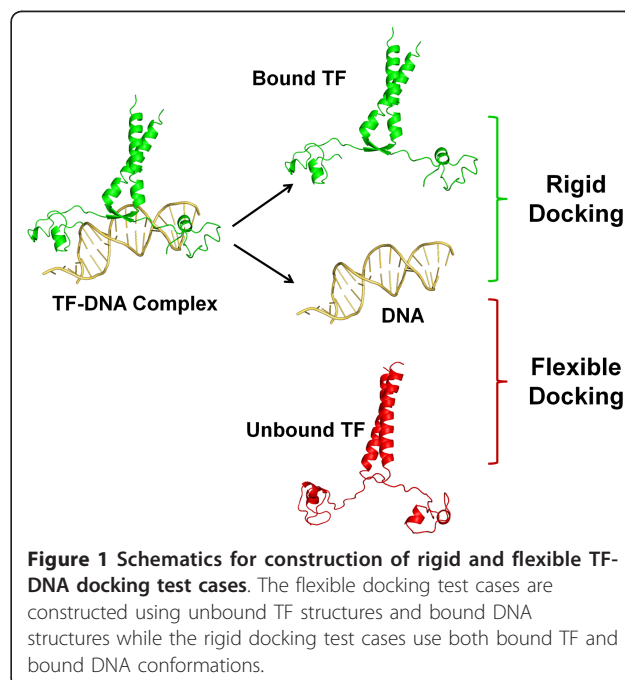 Bound TF
Rigid
Docking
TF-DNA Complex
DNA
Flexible
Docking
Unbound TF
Figure 1 Schematics for construction of rigid and flexible TF-
DNA docking test cases. The flexible docking test cases are
constructed using unbound TF structures and bound DNA
structures while the rigid docking test cases use both bound TF and
bound DNA conformations.